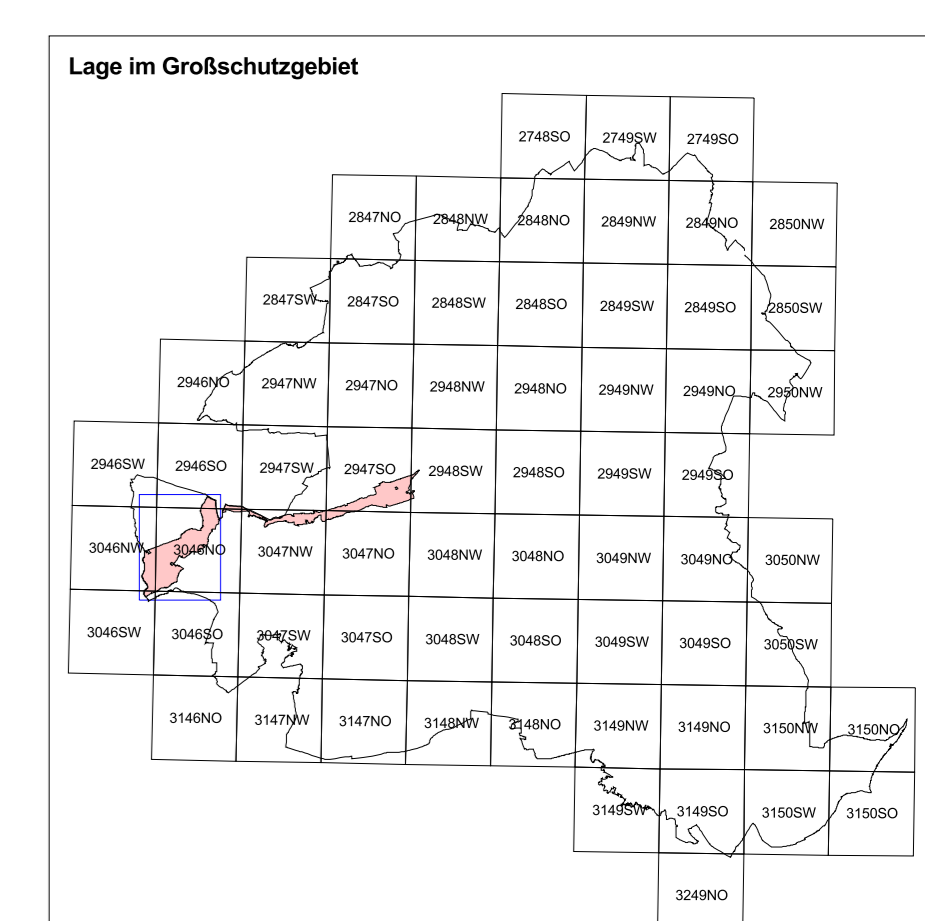 Lage im Großschutzgebiet
2748SO 2749SW 2749SO
2847NO 2848NW 2848NO 2849NW 2849NO 2850NW
2847SW 2847SO 2848SW 2848SO 2849SW 2849SO 2850SW
2946NO 2947NW 2947NO 2948NW 2948NO 2949NW 2949NO 2950NW
2946SW 2946SO 2947SW 2947SO 2948SW 2948SO 2949SW 2949SO
3046NW 3046NO 3047NW 3047NO 3048NW 3048NO 3049NW 3049NO 3050NW
3046SW 3046SO 3047SW 3047SO 3048SW 3048SO 3049SW 3049SO 3050SW
3146NO 3147NW 3147NO 3148NW 3148NO 3149NW 3149NO 3150NW 3150NO
3149SW 3149SO 3150SW 3150SO
3249NO